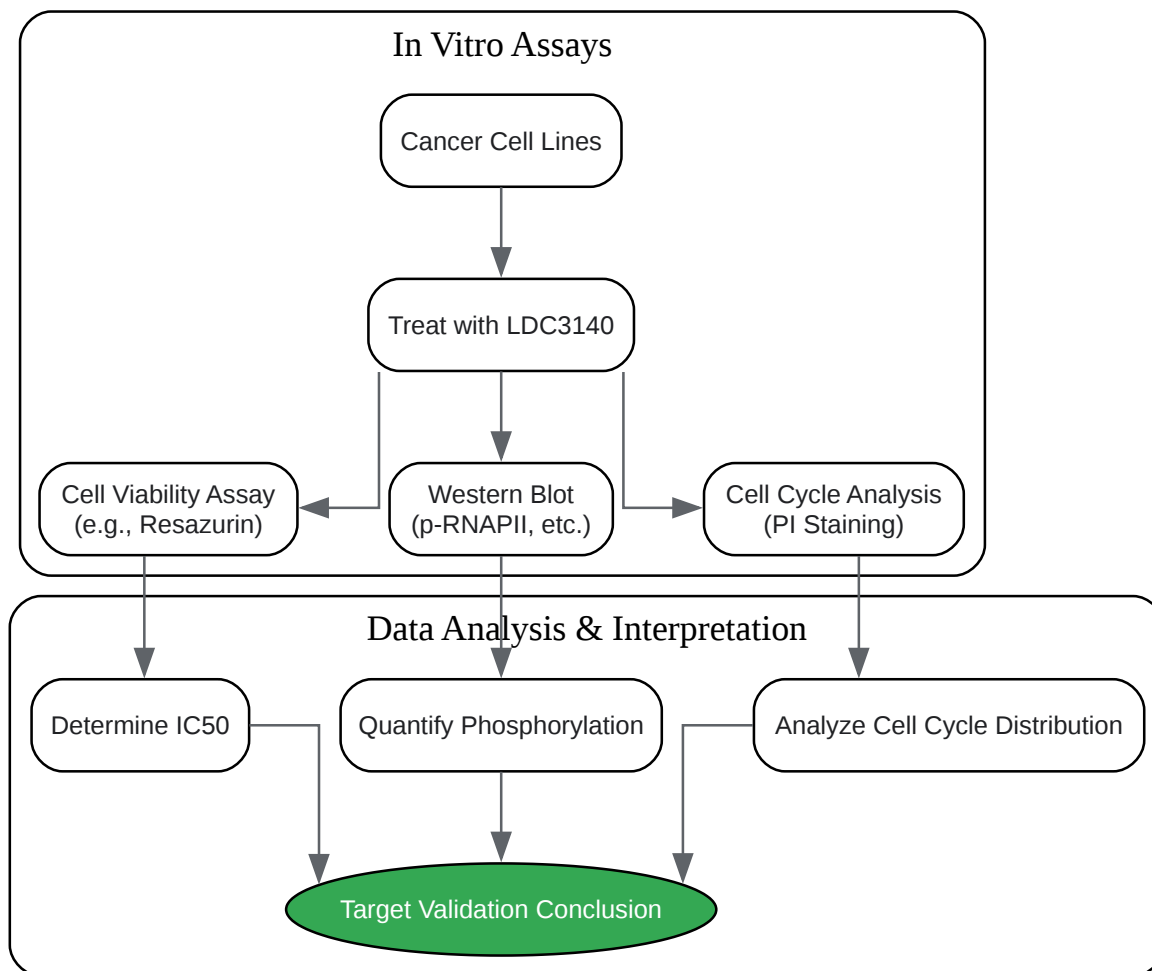 In Vitro Assays
Cancer Cell Lines
Treat with LDC3140
Cell Viability Assay
(e.g., Resazurin)
Western Blot
(p-RNAPII, etc.)
Cell Cycle Analysis
(PI Staining)
Data Analysis & Interpretation
Determine IC50
Quantify Phosphorylation
Analyze Cell Cycle Distribution
Target Validation Conclusion